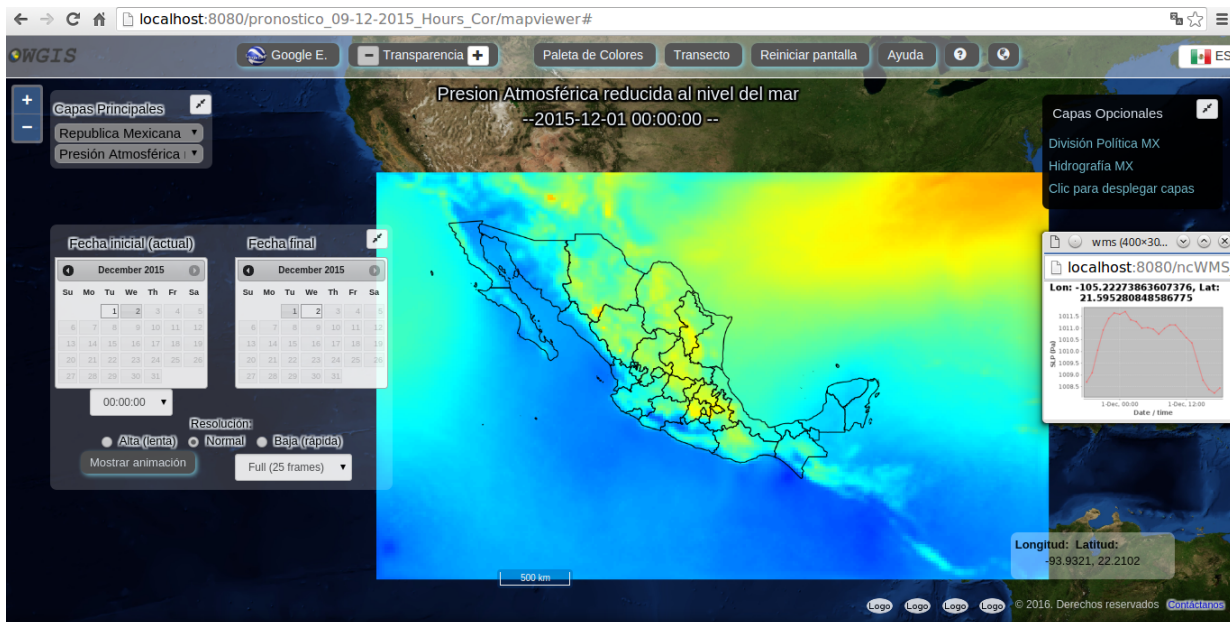 localhost:8080/pronostico_09-12-2015_Hours_Cor/mapviewer#
OWGIS
Google E.
− Transparencia +
Paleta de Colores
Transecto
Reiniciar pantalla
Ayuda
?
ES
+
−
Capas Principales
Republica Mexicana
Presión Atmosférica
Presion Atmosférica reducida al nivel del mar
--2015-12-01 00:00:00 --
Capas Opcionales
División Política MX
Hidrografía MX
Clic para desplegar capas
Fecha inicial (actual)
December 2015
Su Mo Tu We Th Fr Sa
1 2 3 4 5
6 7 8 9 10 11 12
13 14 15 16 17 18 19
20 21 22 23 24 25 26
27 28 29 30 31
00:00:00
Fecha final
December 2015
Su Mo Tu We Th Fr Sa
1 2 3 4 5
6 7 8 9 10 11 12
13 14 15 16 17 18 19
20 21 22 23 24 25 26
27 28 29 30 31
Resolución:
Alta (lenta) Normal Baja (rápida)
Mostrar animación
Full (25 frames)
wms (400×30...
localhost:8080/ncWMS
Lon: -105.22273863607376, Lat:
21.595280848586775
1011.5
1011.0
1010.5
1010.0
1009.5
1009.0
1008.5
SLP (Pa)
1-Dec, 00:00 1-Dec, 12:00
Date / time
Longitud: Latitud:
-93.9321, 22.2102
500 km
Logo Logo Logo Logo
© 2016. Derechos reservados Contáctanos